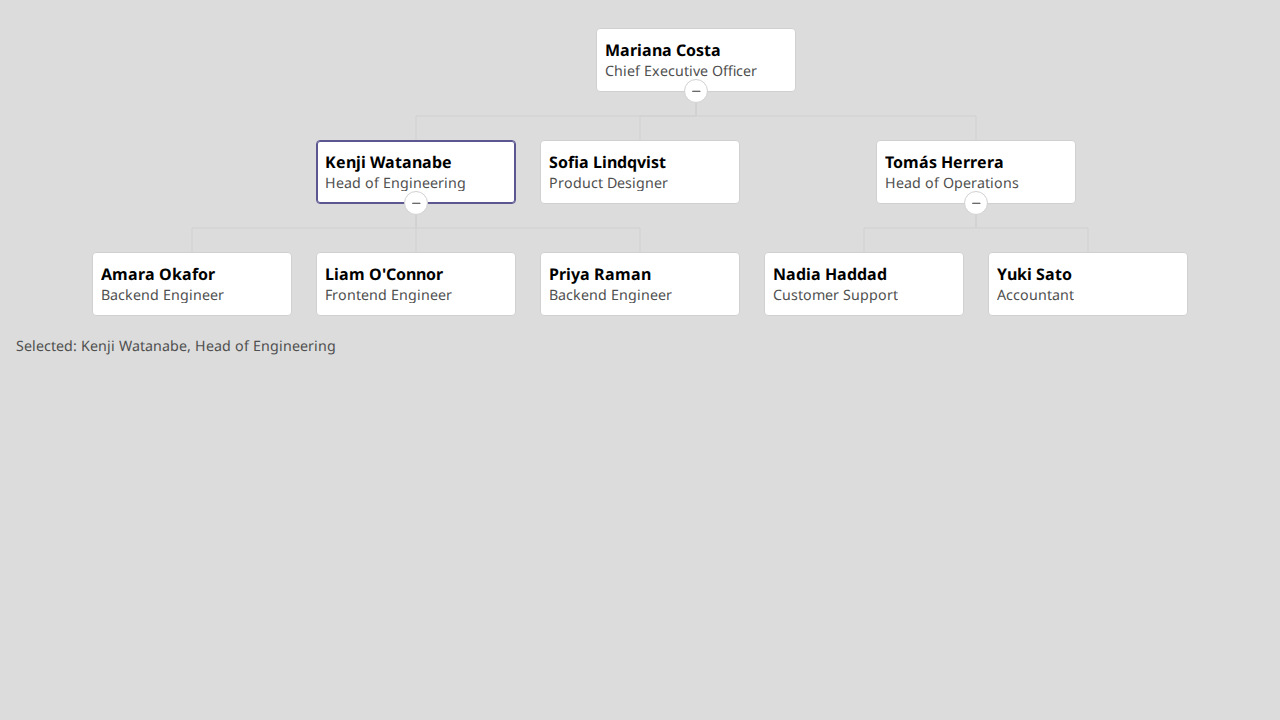 Mariana Costa
Chief Executive Officer
Kenji Watanabe
Head of Engineering
Sofia Lindqvist
Product Designer
Tomás Herrera
Head of Operations
Amara Okafor
Backend Engineer
Liam O'Connor
Frontend Engineer
Priya Raman
Backend Engineer
Nadia Haddad
Customer Support
Yuki Sato
Accountant
Selected: Kenji Watanabe, Head of Engineering